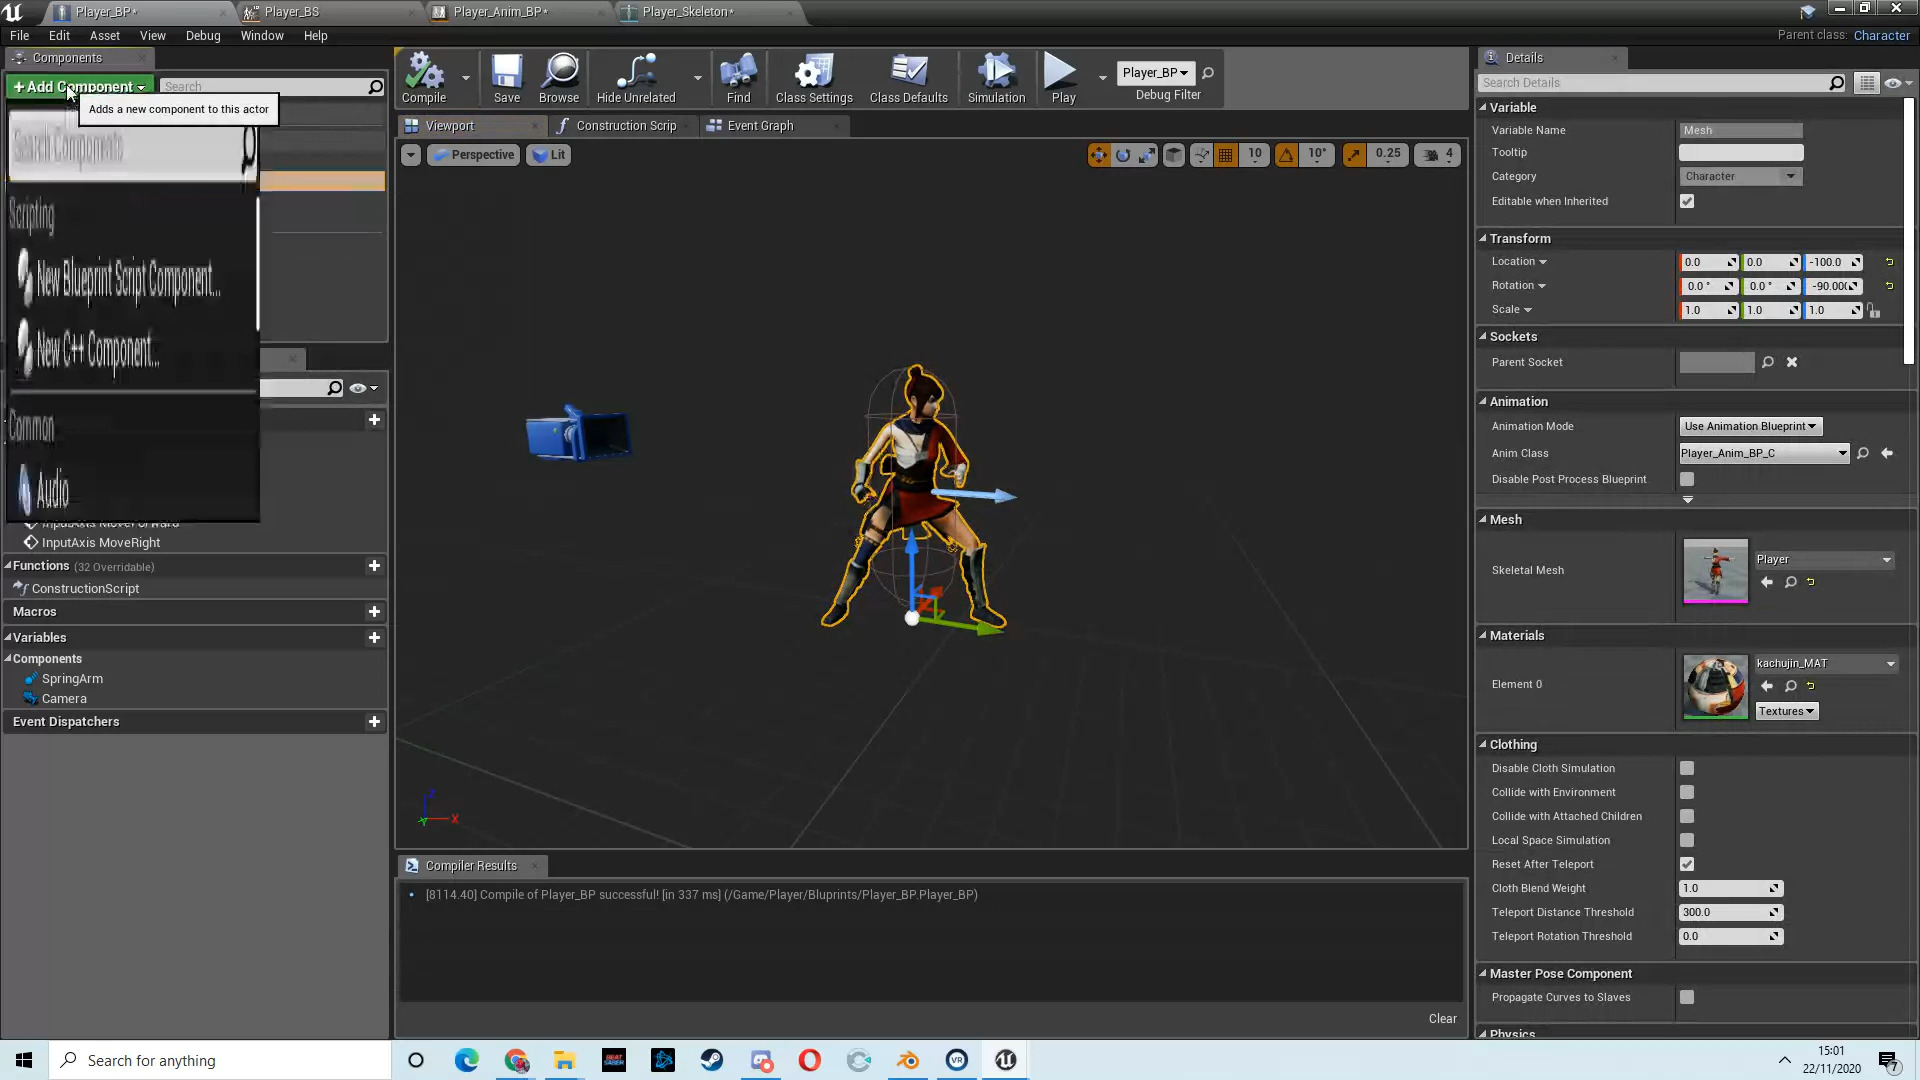 Player_BP*
Player_BS
Player_Anim_BP*
Player_Skeleton*
File
Edit
Asset
View
Debug
Window
Help
Parent class: Character
Components
+ Add Component
Search
Adds a new component to this actor
Search Components
Scripting
New Blueprint Script Component...
New C++ Component...
Common
Audio
InputAxis MoveForward
InputAxis MoveRight
Functions (32 Overridable)
ConstructionScript
Macros
Variables
Components
SpringArm
Camera
Event Dispatchers
Compile
Save
Browse
Hide Unrelated
Find
Class Settings
Class Defaults
Simulation
Play
Player_BP
Debug Filter
Viewport
Construction Scrip
Event Graph
Perspective
Lit
10
10°
0.25
4
Z
X
Y
Compiler Results
[8114.40] Compile of Player_BP successful! [in 337 ms] (/Game/Player/Bluprints/Player_BP.Player_BP)
Clear
Details
Search Details
Variable
Variable Name Mesh
Tooltip
Category Character
Editable when Inherited
Transform
Location 0.0 0.0 -100.0
Rotation 0.0 ° 0.0 ° -90.00
Scale 1.0 1.0 1.0
Sockets
Parent Socket
Animation
Animation Mode Use Animation Blueprint
Anim Class Player_Anim_BP_C
Disable Post Process Blueprint
Mesh
Skeletal Mesh Player
Materials
Element 0 kachujin_MAT
Textures
Clothing
Disable Cloth Simulation
Collide with Environment
Collide with Attached Children
Local Space Simulation
Reset After Teleport
Cloth Blend Weight 1.0
Teleport Distance Threshold 300.0
Teleport Rotation Threshold 0.0
Master Pose Component
Propagate Curves to Slaves
Physics
Search for anything
BEAT SABER
VR
15:01
22/11/2020
7